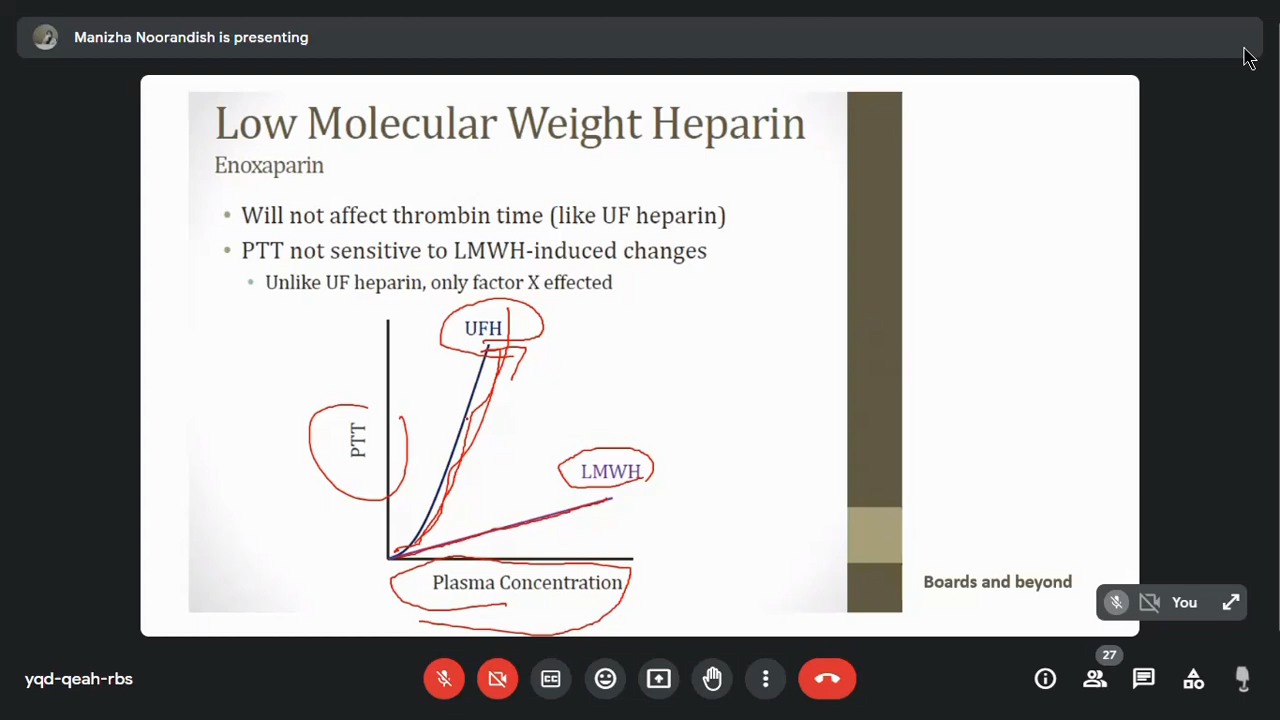 Manizha Noorandish is presenting
Low Molecular Weight Heparin
Enoxaparin
• Will not affect thrombin time (like UF heparin)
• PTT not sensitive to LMWH-induced changes
• Unlike UF heparin, only factor X effected
UFH
PTT
LMWH
Plasma Concentration
Boards and beyond
You
27
yqd-qeah-rbs
CC